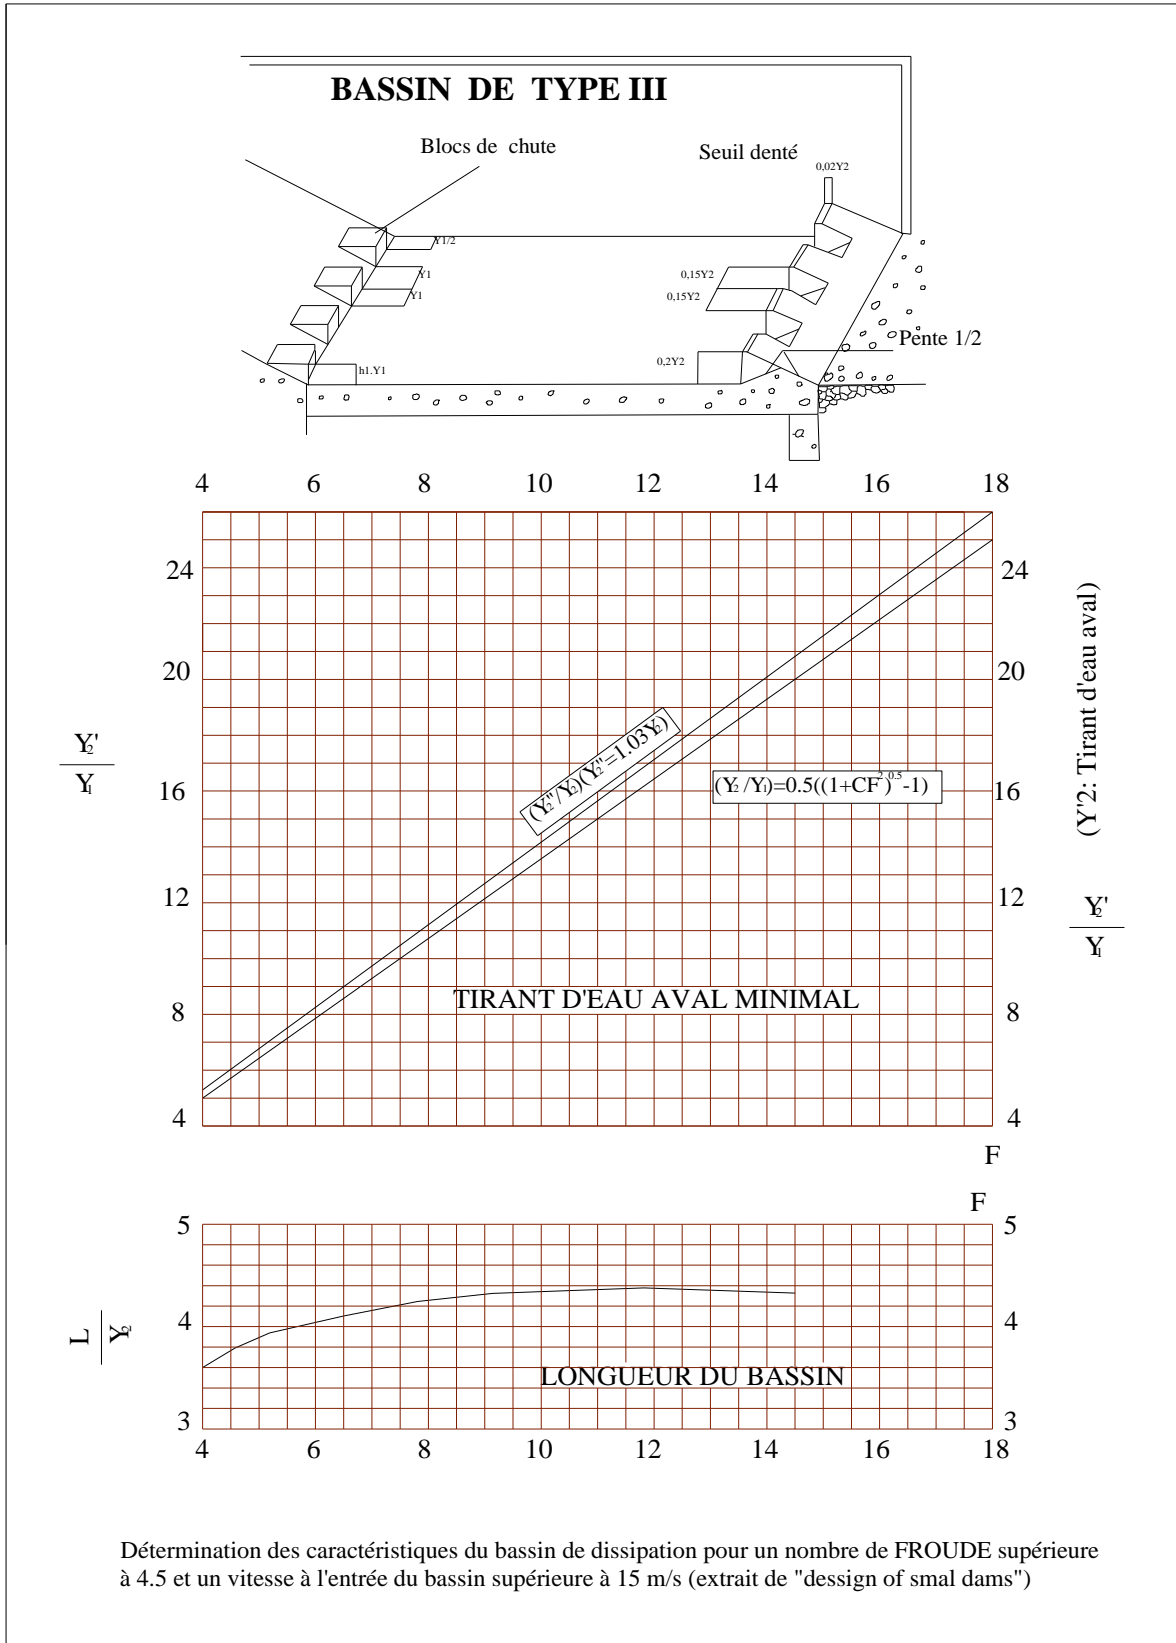 BASSIN DE TYPE III
Blocs de chute
Seuil denté
0,02Y2
Y1/2
Y1
Y1
0,15Y2
0,15Y2
Pente 1/2
0,2Y2
h1.Y1
4 6 8 10 12 14 16 18
24 24
20 20
16 16
12 12
8 8
4 4
Y2'
Y1
(Y2"/Y2)(Y2"=1.03Y2)
(Y2 /Y1)=0.5((1+CF²)^0.5 -1)
(Y'2: Tirant d'eau aval)
Y2'
Y1
TIRANT D'EAU AVAL MINIMAL
F
F
5 5
4 4
3 3
L
Y2
LONGUEUR DU BASSIN
4 6 8 10 12 14 16 18
Détermination des caractéristiques du bassin de dissipation pour un nombre de FROUDE supérieure
à 4.5 et un vitesse à l'entrée du bassin supérieure à 15 m/s (extrait de "dessign of smal dams")